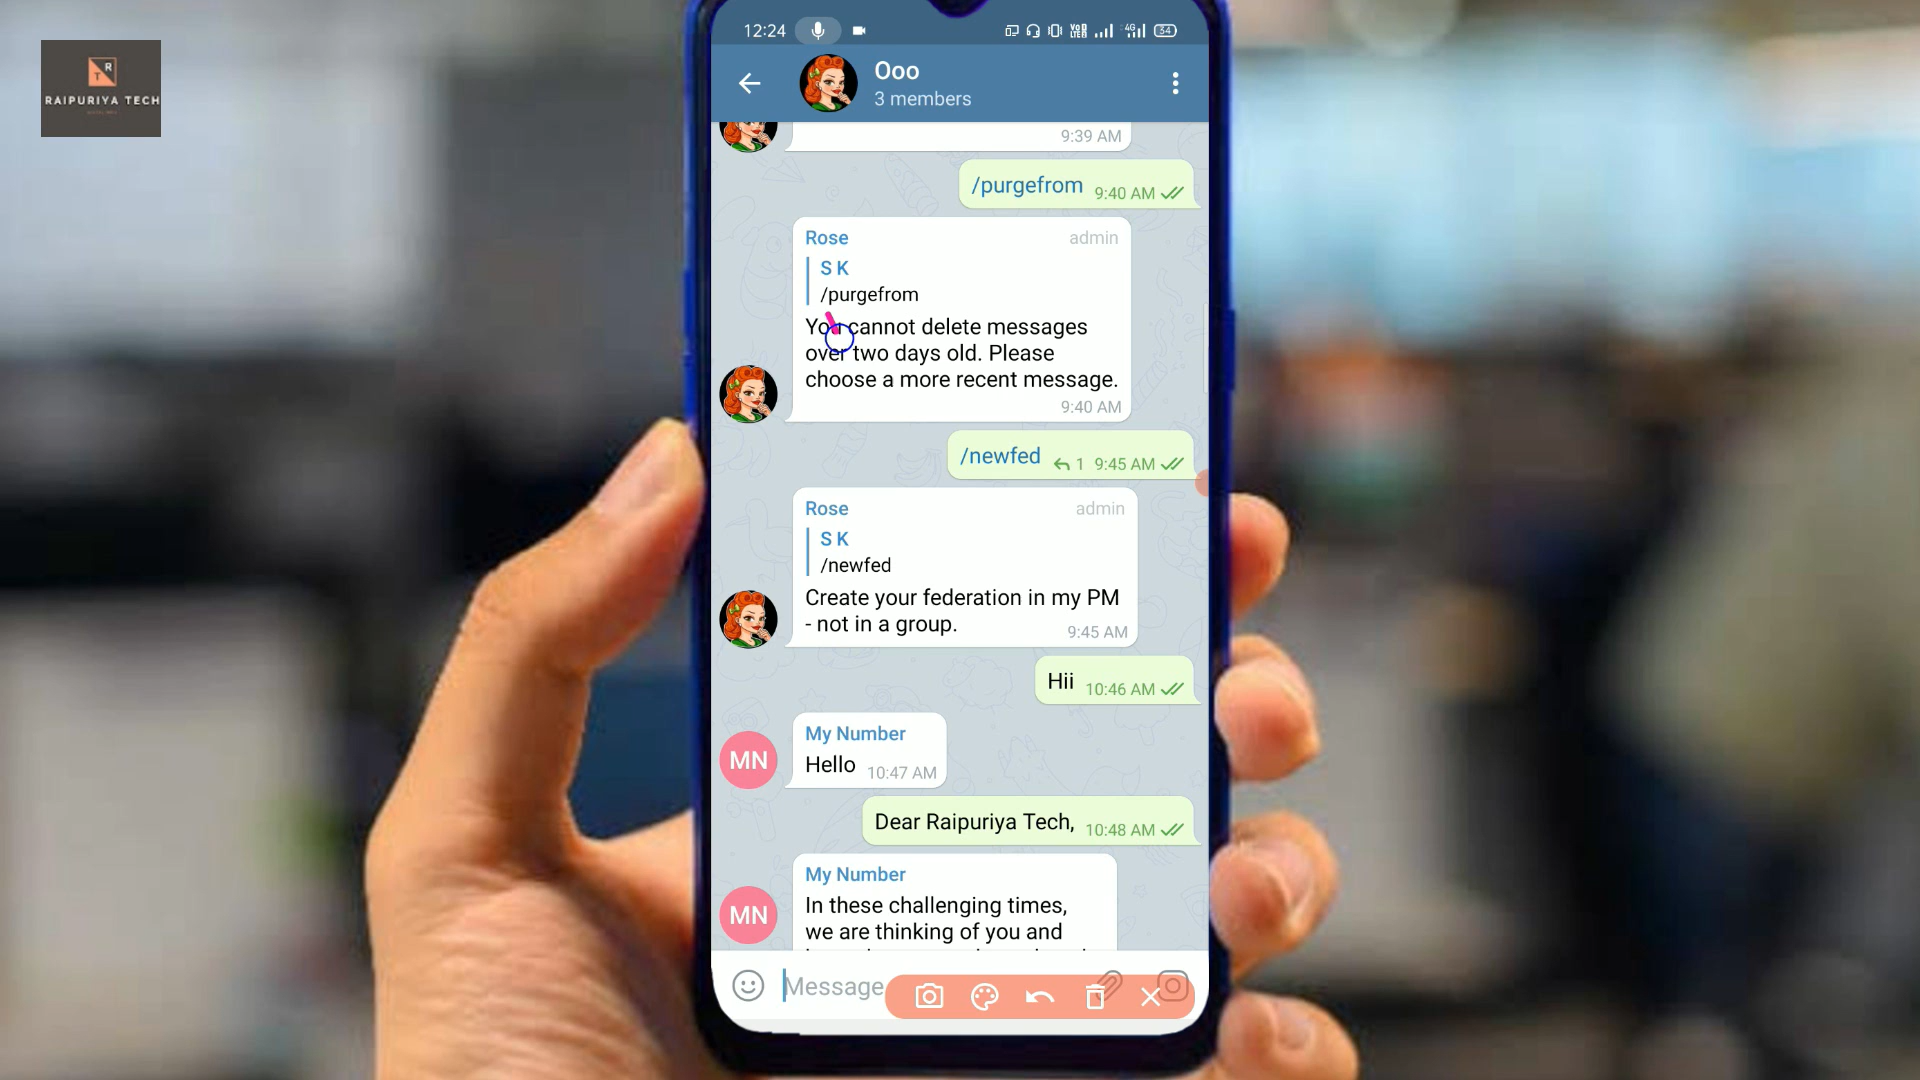 T R
RAIPURIYA TECH
12:24
VoD
LTE2
4G
34
Ooo
3 members
9:39 AM
/purgefrom 9:40 AM
Rose admin
S K
/purgefrom
You cannot delete messages
over two days old. Please
choose a more recent message.
9:40 AM
/newfed 1 9:45 AM
Rose admin
S K
/newfed
Create your federation in my PM
- not in a group. 9:45 AM
Hii 10:46 AM
My Number
MN
Hello 10:47 AM
Dear Raipuriya Tech, 10:48 AM
My Number
MN
In these challenging times,
we are thinking of you and
Message